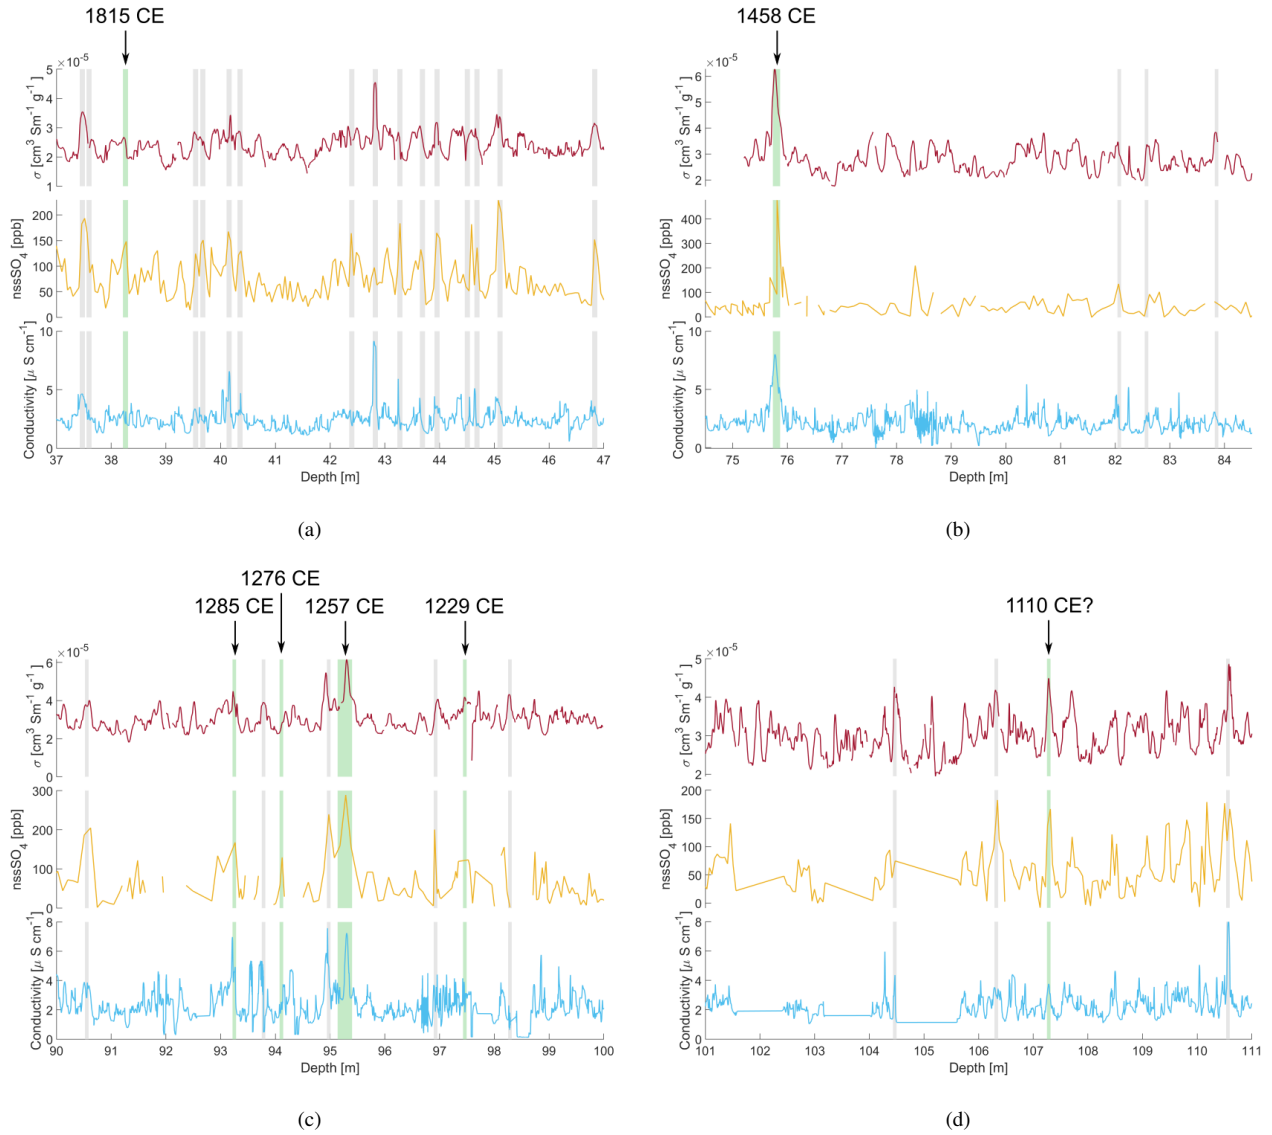 1815 CE
×10⁻⁵
σ [cm³ Sm⁻¹ g⁻¹]
5
4
3
2
1
nssSO₄ [ppb]
200
150
100
50
0
Conductivity [μ S cm⁻¹]
10
5
0
37 38 39 40 41 42 43 44 45 46 47
Depth [m]
(a)
1458 CE
×10⁻⁵
σ [cm³ Sm⁻¹ g⁻¹]
6
5
4
3
2
nssSO₄ [ppb]
400
300
200
100
0
Conductivity [μ S cm⁻¹]
10
5
0
75 76 77 78 79 80 81 82 83 84
Depth [m]
(b)
1276 CE
1285 CE 1257 CE 1229 CE
×10⁻⁵
σ [cm³ Sm⁻¹ g⁻¹]
6
4
2
0
nssSO₄ [ppb]
300
200
100
0
Conductivity [μ S cm⁻¹]
8
6
4
2
0
90 91 92 93 94 95 96 97 98 99 100
Depth [m]
(c)
1110 CE?
×10⁻⁵
σ [cm³ Sm⁻¹ g⁻¹]
5
4
3
2
nssSO₄ [ppb]
200
150
100
50
0
Conductivity [μ S cm⁻¹]
8
6
4
2
0
101 102 103 104 105 106 107 108 109 110 111
Depth [m]
(d)